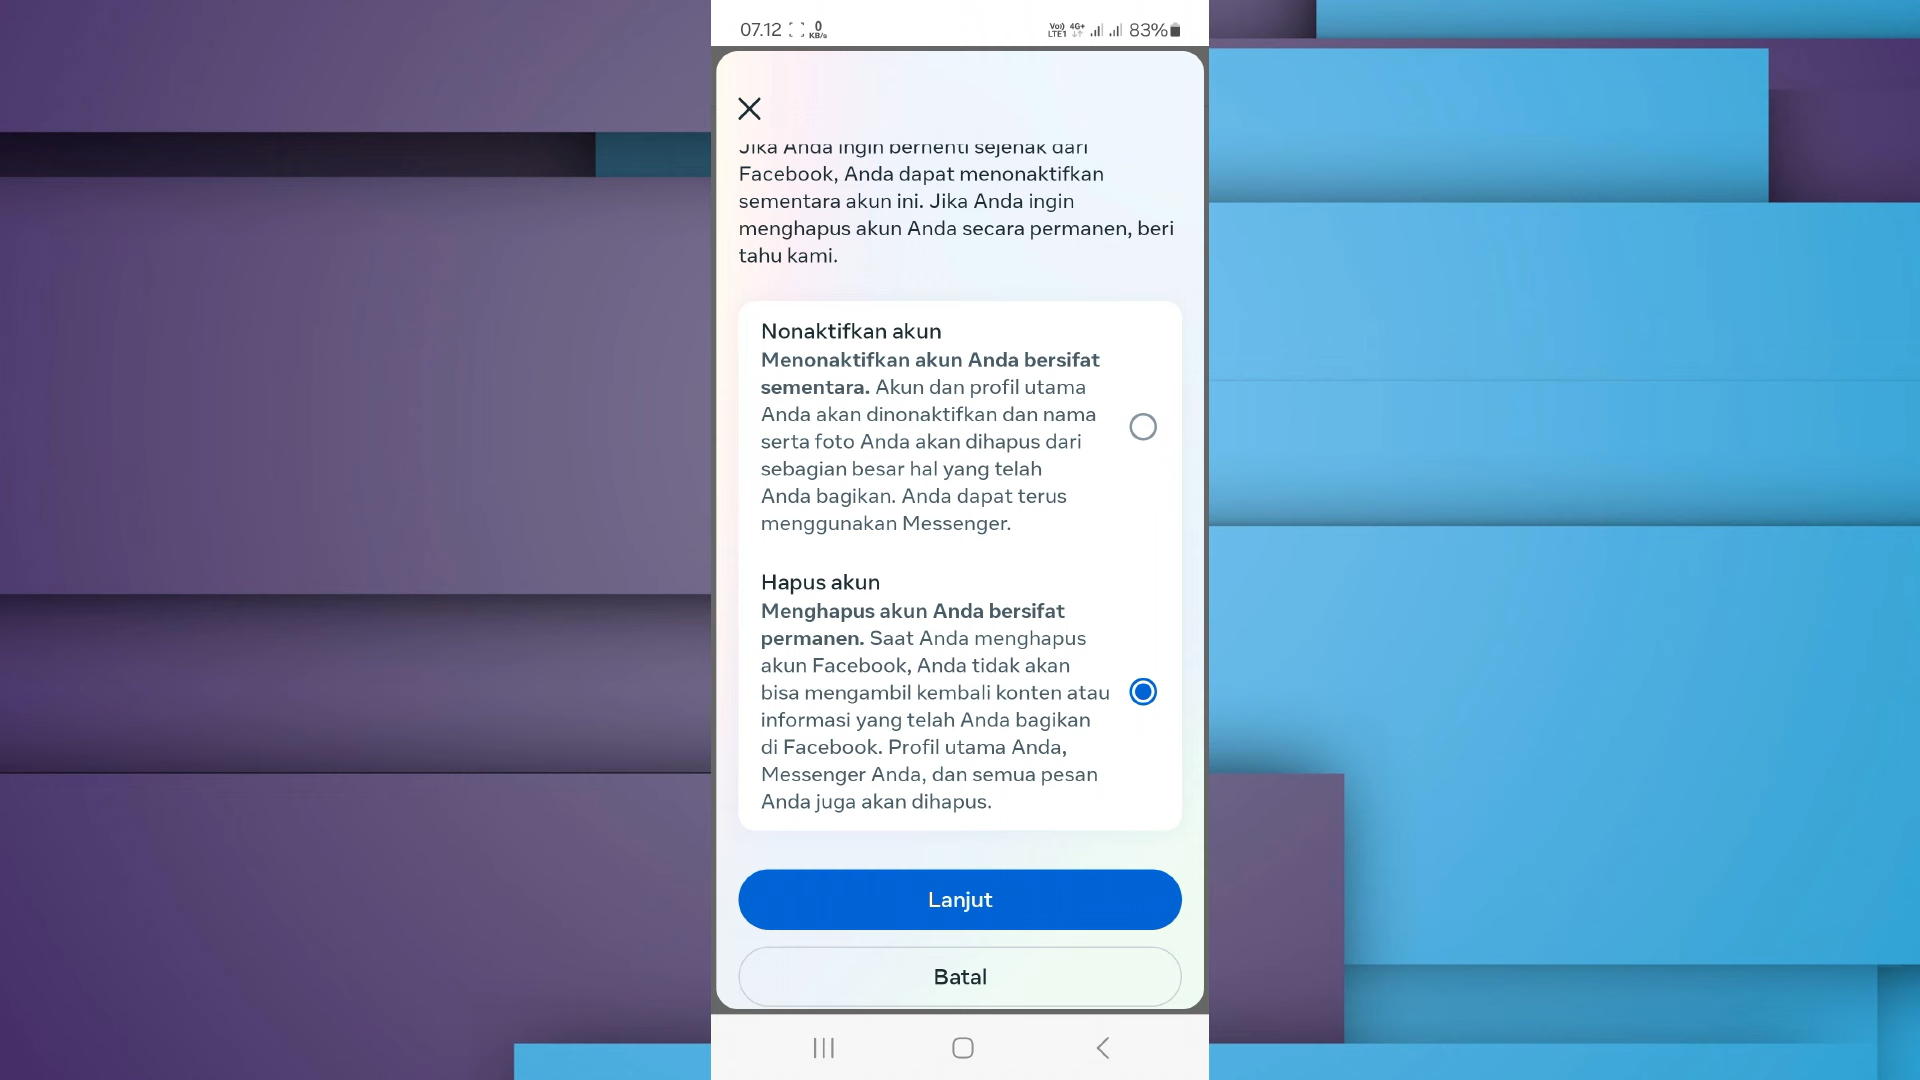 07.12
0
KB/s
Vo))
LTE1
4G+
83%
Jika Anda ingin berhenti sejenak dari
Facebook, Anda dapat menonaktifkan
sementara akun ini. Jika Anda ingin
menghapus akun Anda secara permanen, beri
tahu kami.
Nonaktifkan akun
Menonaktifkan akun Anda bersifat
sementara. Akun dan profil utama
Anda akan dinonaktifkan dan nama
serta foto Anda akan dihapus dari
sebagian besar hal yang telah
Anda bagikan. Anda dapat terus
menggunakan Messenger.
Hapus akun
Menghapus akun Anda bersifat
permanen. Saat Anda menghapus
akun Facebook, Anda tidak akan
bisa mengambil kembali konten atau
informasi yang telah Anda bagikan
di Facebook. Profil utama Anda,
Messenger Anda, dan semua pesan
Anda juga akan dihapus.
Lanjut
Batal